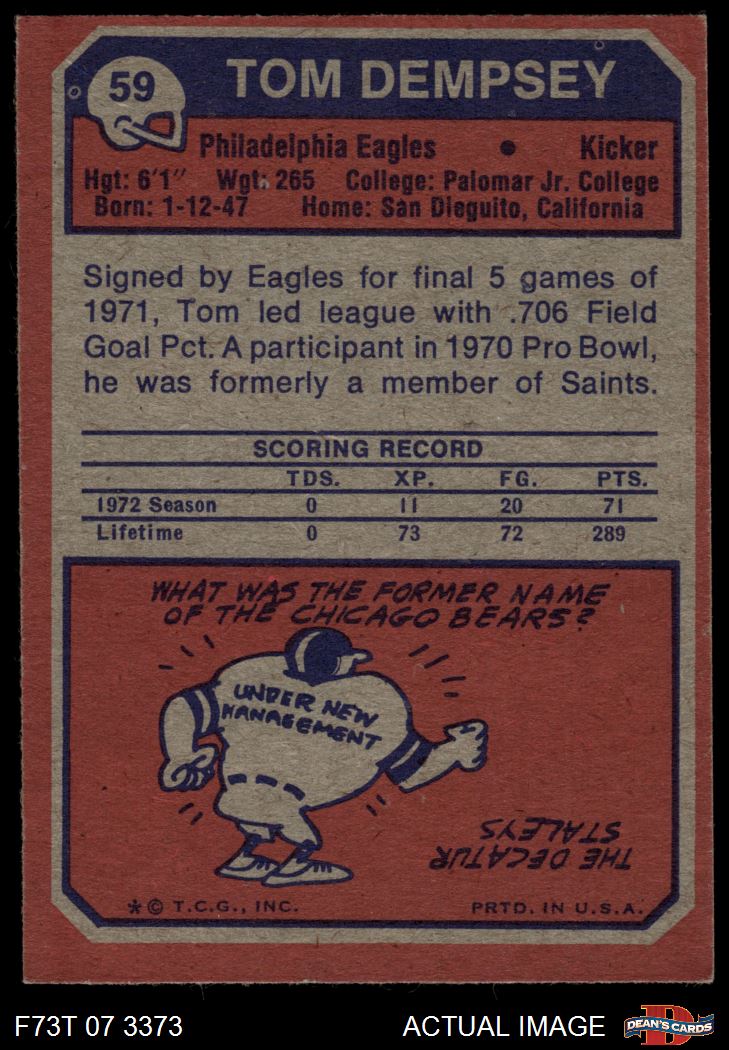 59
TOM DEMPSEY
Philadelphia Eagles • Kicker
Hgt: 6'1" Wgt: 265 College: Palomar Jr. College
Born: 1-12-47 Home: San Dieguito, California
Signed by Eagles for final 5 games of
1971, Tom led league with .706 Field
Goal Pct. A participant in 1970 Pro Bowl,
he was formerly a member of Saints.
SCORING RECORD
TDS. XP. FG. PTS.
1972 Season 0 11 20 71
Lifetime 0 73 72 289
WHAT WAS THE FORMER NAME
OF THE CHICAGO BEARS?
UNDER NEW
MANAGEMENT
THE DECATUR
STALEYS
* © T.C.G., INC. PRTD. IN U.S.A.
F73T 07 3373 ACTUAL IMAGE
D
DEAN'S CARDS